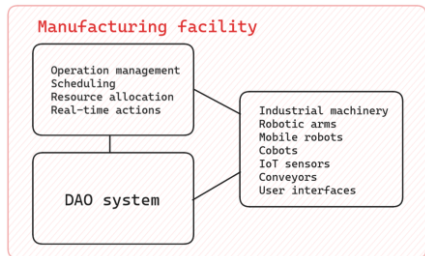 Manufacturing facility
Operation management
Scheduling
Resource allocation
Real-time actions
Industrial machinery
Robotic arms
Mobile robots
Cobots
IoT sensors
Conveyors
User interfaces
DAO system